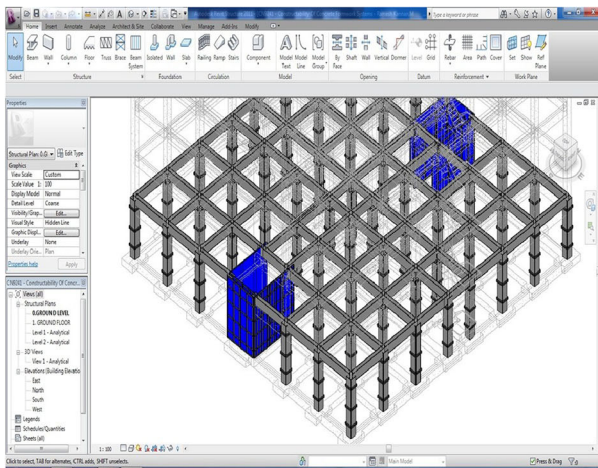 Type a keyword or phrase
Home Insert Annotate Analyze Architect & Site Collaborate View Manage Add-Ins Modify
Modify Beam Wall Column Floor Truss Brace Beam System Isolated Wall Slab Railing Ramp Stairs Component Model Text Model Line Model Group By Face Shaft Wall Vertical Dormer Level Grid Rebar Area Path Cover Set Show Ref Plane
Select Structure Foundation Circulation Model Opening Datum Reinforcement Work Plane
Properties
Structural Plan: 0.G Edit Type
Graphics
View Scale Custom
Scale Value 1: 100
Display Model Normal
Detail Level Coarse
Visibility/Grap... Edit...
Visual Style Hidden Line
Graphic Displ... Edit...
Underlay None
Underlay Orie... Plan
Properties help Apply
Views (all)
Structural Plans
0.GROUND LEVEL
1. GROUND FLOOR
Level 1 - Analytical
Level 2 - Analytical
3D Views
View 1 - Analytical
Elevations (Building Elevatio
East
North
South
West
Legends
Schedules/Quantities
Sheets (all)
1 : 100
Click to select, TAB for alternates, CTRL adds, SHIFT unselects. Main Model Press & Drag